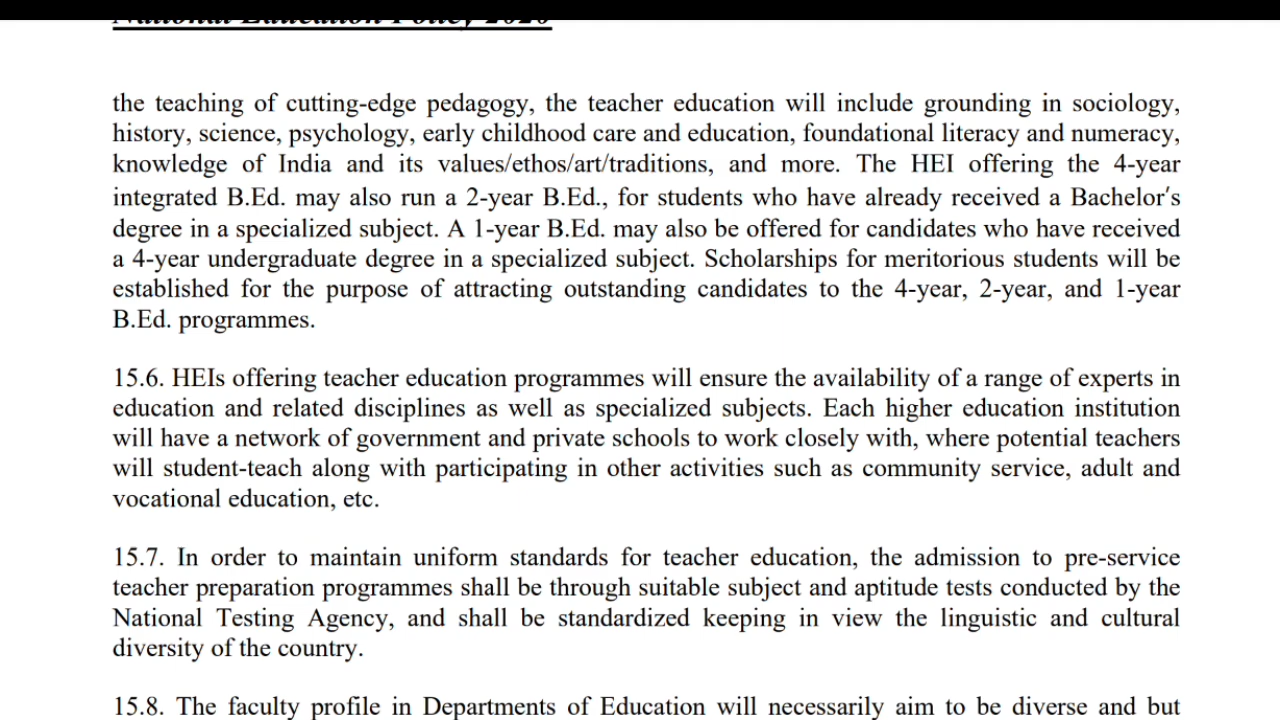 National Education Policy 2020
the teaching of cutting-edge pedagogy, the teacher education will include grounding in sociology,
history, science, psychology, early childhood care and education, foundational literacy and numeracy,
knowledge of India and its values/ethos/art/traditions, and more. The HEI offering the 4-year
integrated B.Ed. may also run a 2-year B.Ed., for students who have already received a Bachelor's
degree in a specialized subject. A 1-year B.Ed. may also be offered for candidates who have received
a 4-year undergraduate degree in a specialized subject. Scholarships for meritorious students will be
established for the purpose of attracting outstanding candidates to the 4-year, 2-year, and 1-year
B.Ed. programmes.
15.6. HEIs offering teacher education programmes will ensure the availability of a range of experts in
education and related disciplines as well as specialized subjects. Each higher education institution
will have a network of government and private schools to work closely with, where potential teachers
will student-teach along with participating in other activities such as community service, adult and
vocational education, etc.
15.7. In order to maintain uniform standards for teacher education, the admission to pre-service
teacher preparation programmes shall be through suitable subject and aptitude tests conducted by the
National Testing Agency, and shall be standardized keeping in view the linguistic and cultural
diversity of the country.
15.8. The faculty profile in Departments of Education will necessarily aim to be diverse and but